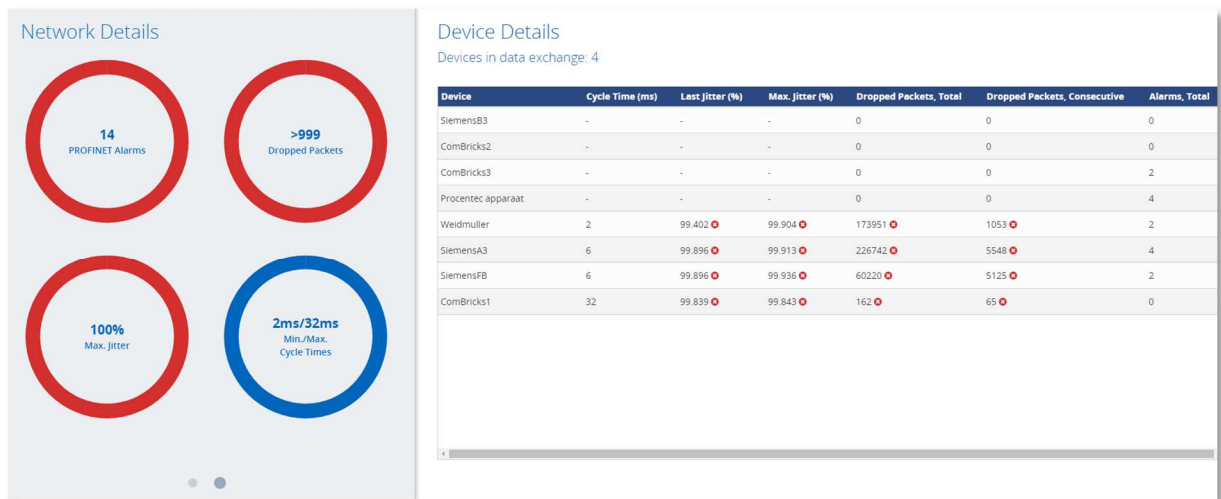 Network Details
14
PROFINET Alarms
>999
Dropped Packets
100%
Max. Jitter
2ms/32ms
Min./Max.
Cycle Times
Device Details
Devices in data exchange: 4
Device Cycle Time (ms) Last Jitter (%) Max. Jitter (%) Dropped Packets, Total Dropped Packets, Consecutive Alarms, Total
SiemensB3 - - - 0 0 0
ComBricks2 - - - 0 0 0
ComBricks3 - - - 0 0 2
Procentec apparaat - - - 0 0 4
Weidmuller 2 99.402 99.904 173951 1053 2
SiemensA3 6 99.896 99.913 226742 5548 4
SiemensFB 6 99.896 99.936 60220 5125 2
ComBricks1 32 99.839 99.843 162 65 0